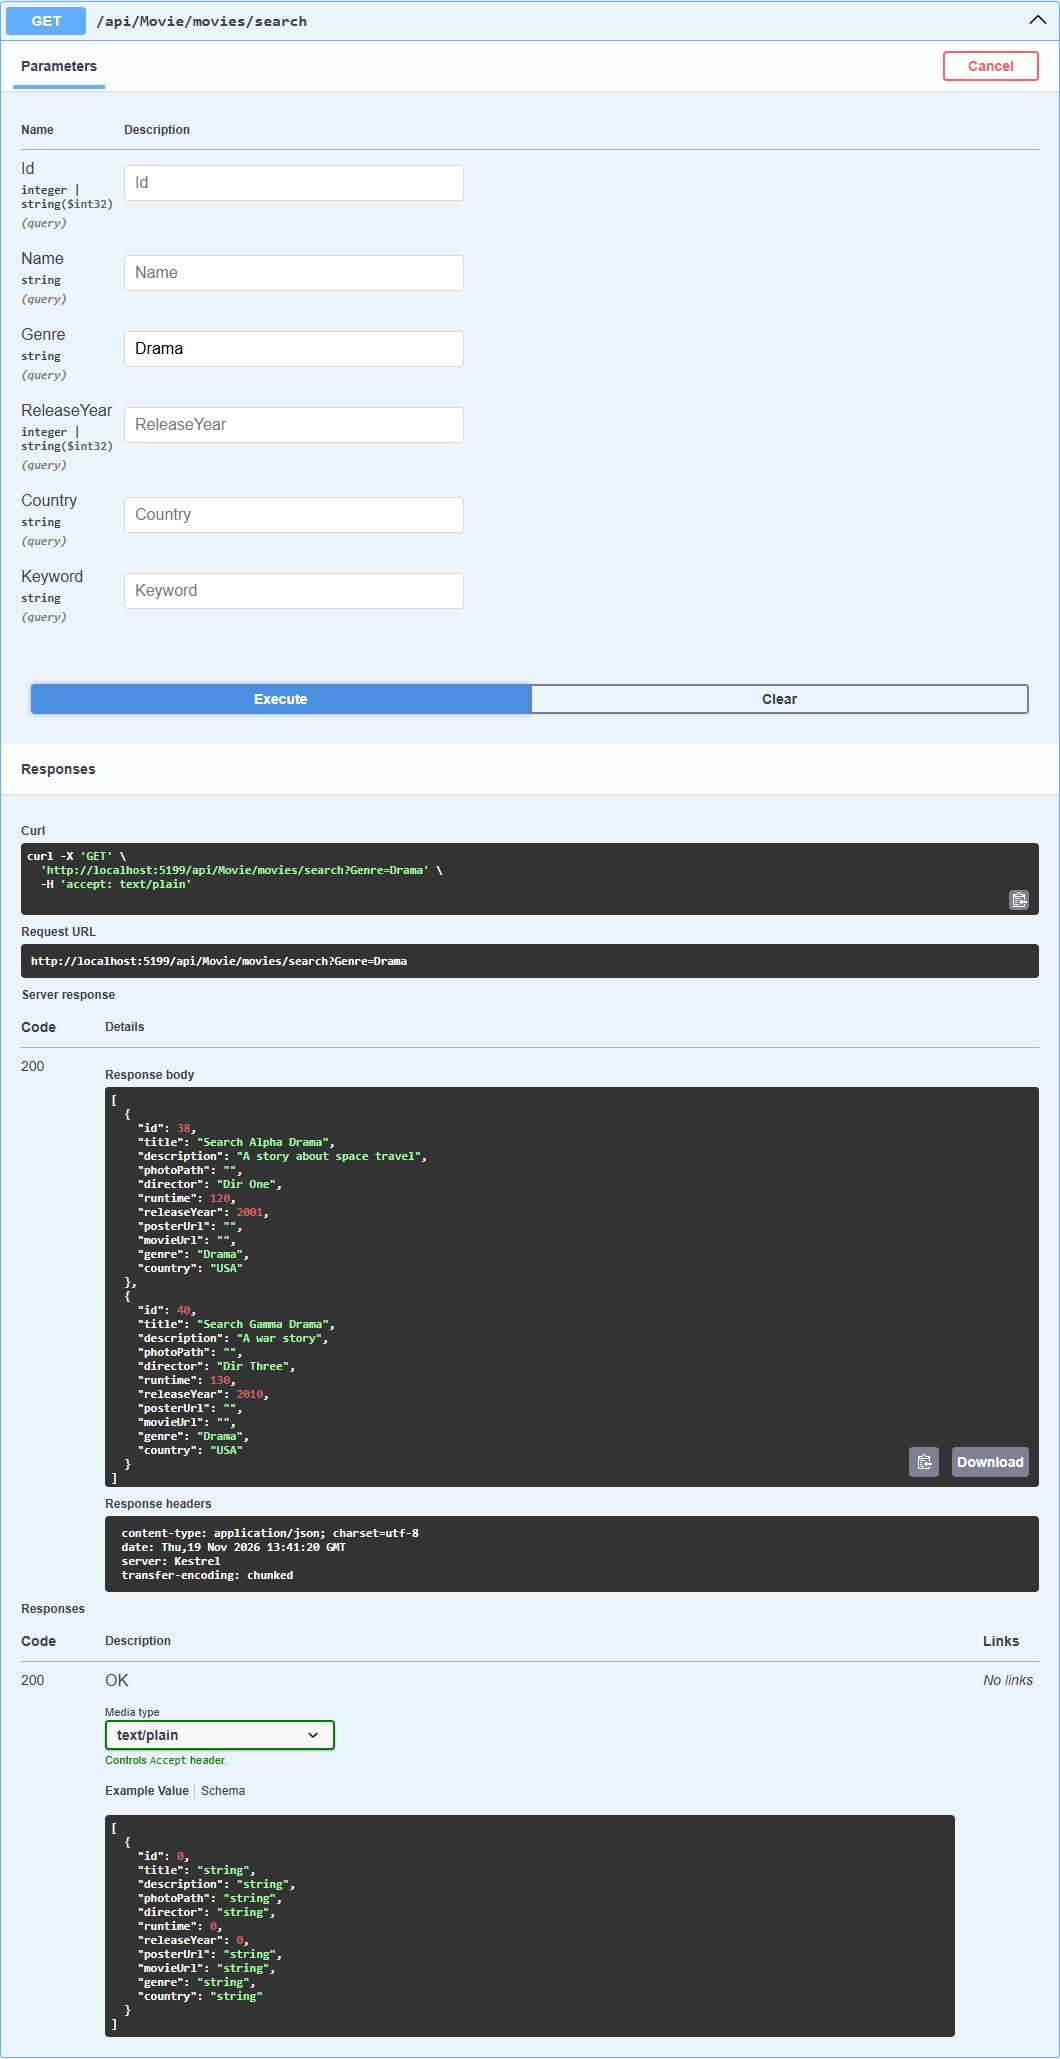 GET /api/Movie/movies/search
Parameters
Cancel
Name Description
Id
integer |
string($int32)
(query)
Id
Name
string
(query)
Name
Genre
string
(query)
Drama
ReleaseYear
integer |
string($int32)
(query)
ReleaseYear
Country
string
(query)
Country
Keyword
string
(query)
Keyword
Execute
Clear
Responses
Curl
curl -X 'GET' \
  'http://localhost:5199/api/Movie/movies/search?Genre=Drama' \
  -H 'accept: text/plain'
Request URL
http://localhost:5199/api/Movie/movies/search?Genre=Drama
Server response
Code Details
200
Response body
[
  {
    "id": 38,
    "title": "Search Alpha Drama",
    "description": "A story about space travel",
    "photoPath": "",
    "director": "Dir One",
    "runtime": 120,
    "releaseYear": 2001,
    "posterUrl": "",
    "movieUrl": "",
    "genre": "Drama",
    "country": "USA"
  },
  {
    "id": 40,
    "title": "Search Gamma Drama",
    "description": "A war story",
    "photoPath": "",
    "director": "Dir Three",
    "runtime": 130,
    "releaseYear": 2010,
    "posterUrl": "",
    "movieUrl": "",
    "genre": "Drama",
    "country": "USA"
  }
]
Download
Response headers
content-type: application/json; charset=utf-8
date: Thu,19 Nov 2026 13:41:20 GMT
server: Kestrel
transfer-encoding: chunked
Responses
Code Description Links
200 OK No links
Media type
text/plain
Controls Accept header.
Example Value Schema
[
  {
    "id": 0,
    "title": "string",
    "description": "string",
    "photoPath": "string",
    "director": "string",
    "runtime": 0,
    "releaseYear": 0,
    "posterUrl": "string",
    "movieUrl": "string",
    "genre": "string",
    "country": "string"
  }
]